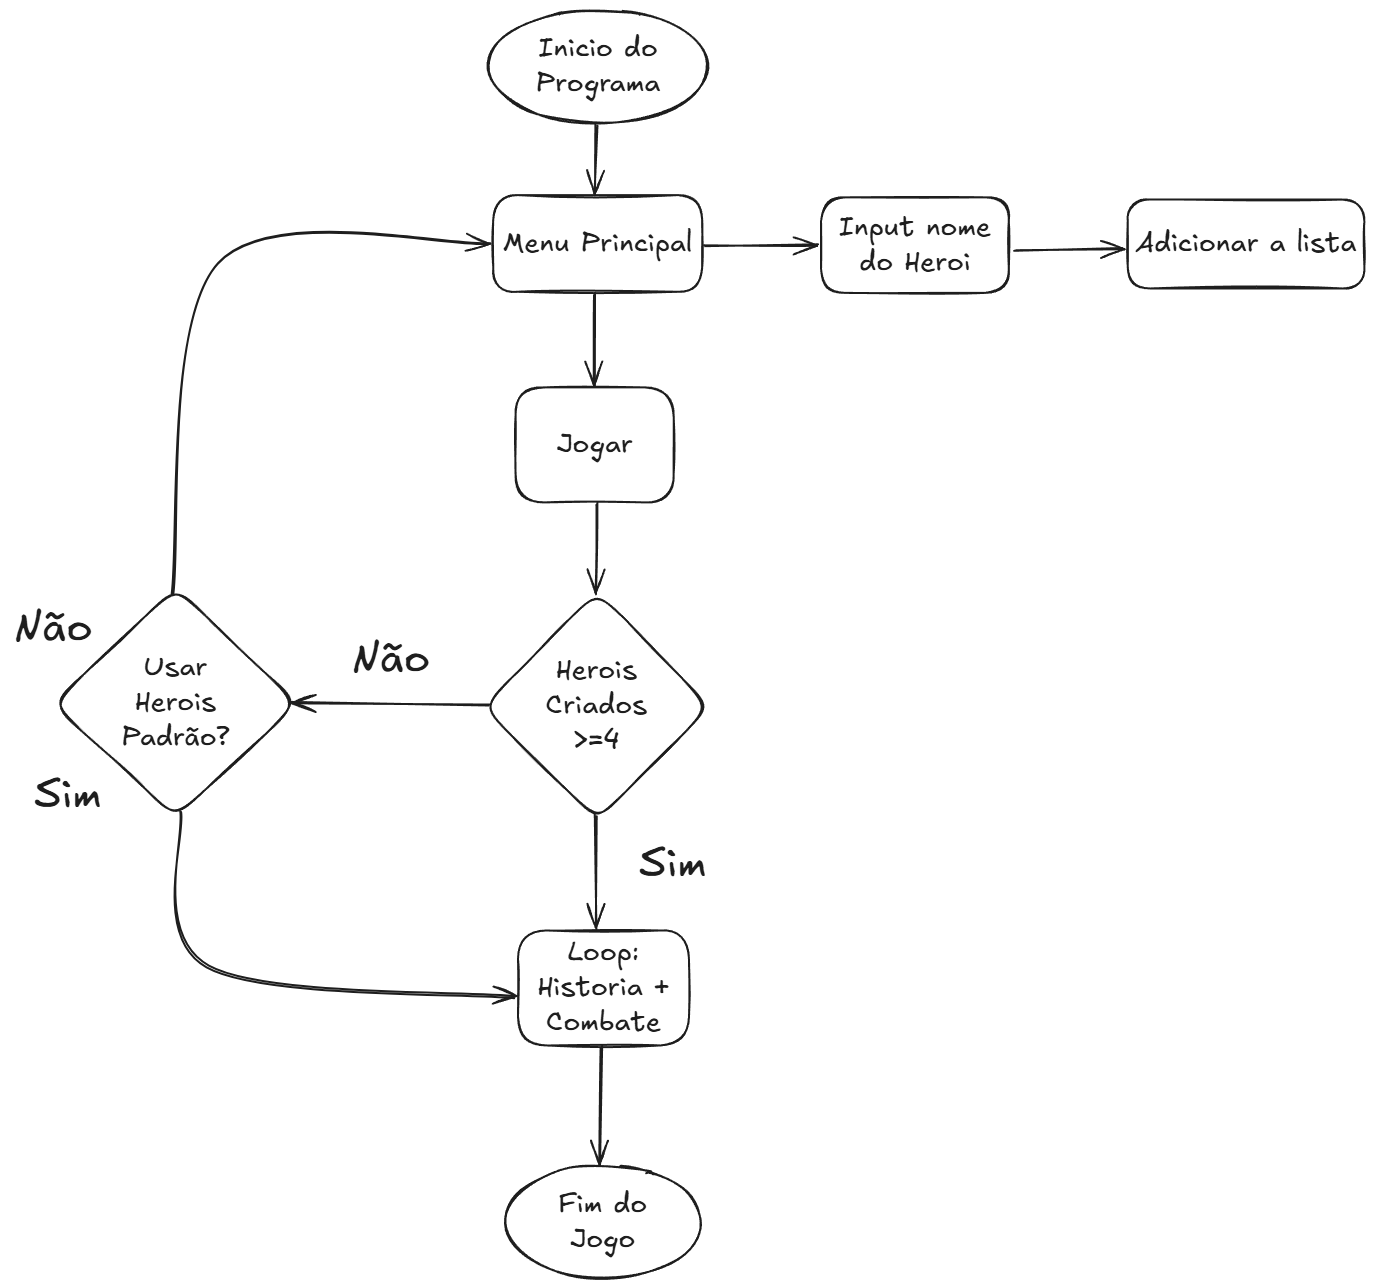 Inicio do
Programa
Menu Principal
Input nome
do Heroi
Adicionar a lista
Jogar
Não
Usar
Herois
Padrão?
Sim
Não
Herois
Criados
>=4
Sim
Loop:
Historia +
Combate
Fim do
Jogo